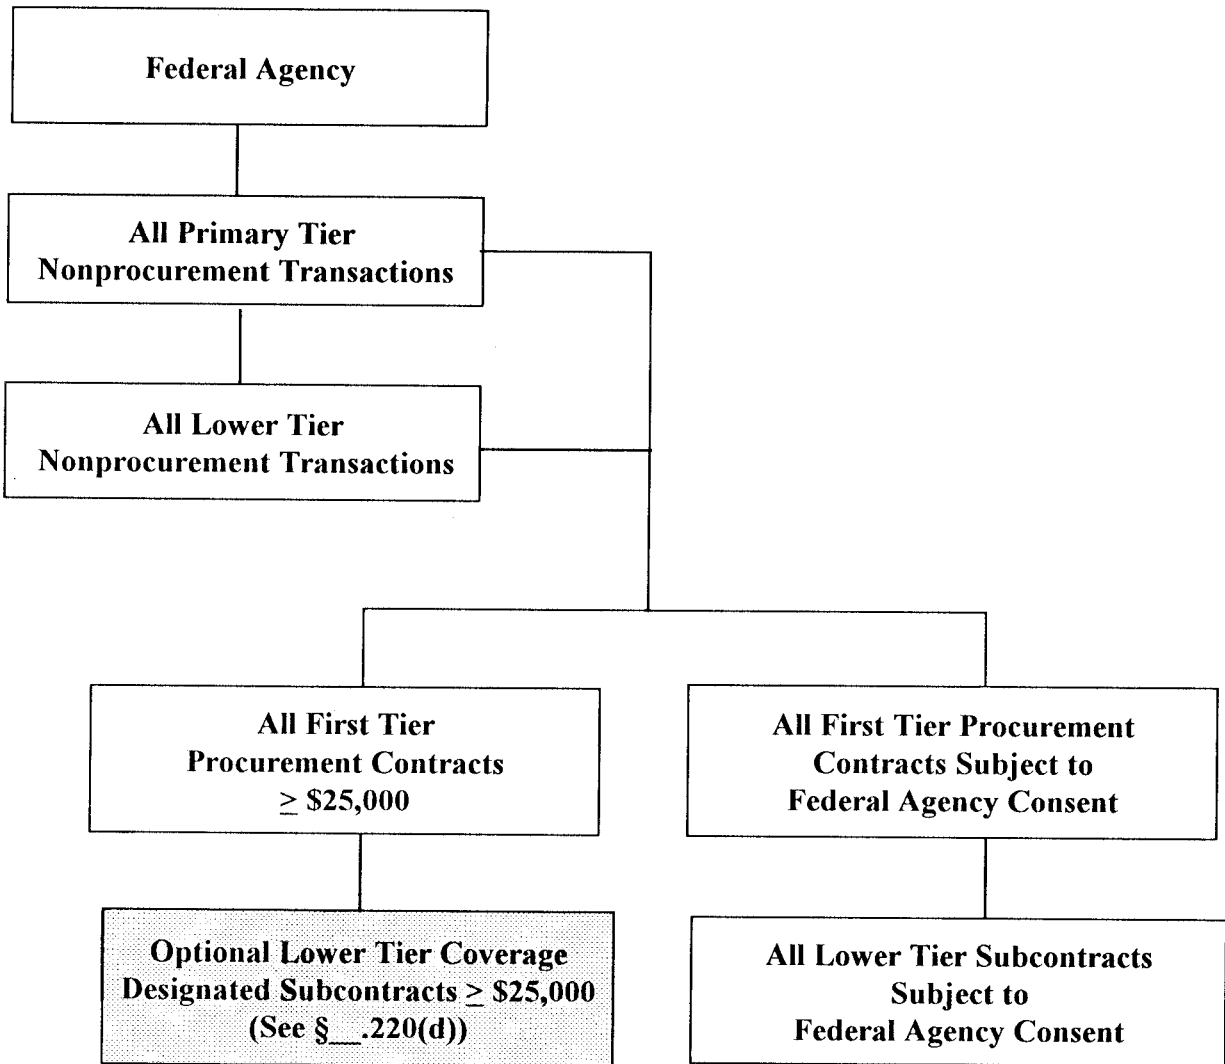 Federal Agency
All Primary Tier
Nonprocurement Transactions
All Lower Tier
Nonprocurement Transactions
All First Tier
Procurement Contracts
≥ $25,000
All First Tier Procurement
Contracts Subject to
Federal Agency Consent
Optional Lower Tier Coverage
Designated Subcontracts ≥ $25,000
(See §__.220(d))
All Lower Tier Subcontracts
Subject to
Federal Agency Consent